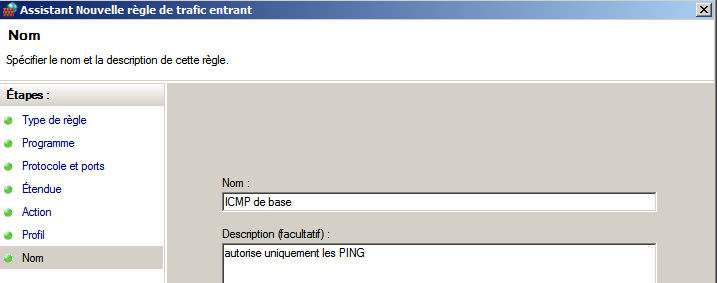 Assistant Nouvelle règle de trafic entrant
Nom
Spécifier le nom et la description de cette règle.
Étapes :
Type de règle
Programme
Protocole et ports
Étendue
Action
Profil
Nom
Nom :
ICMP de base
Description (facultatif) :
autorise uniquement les PING